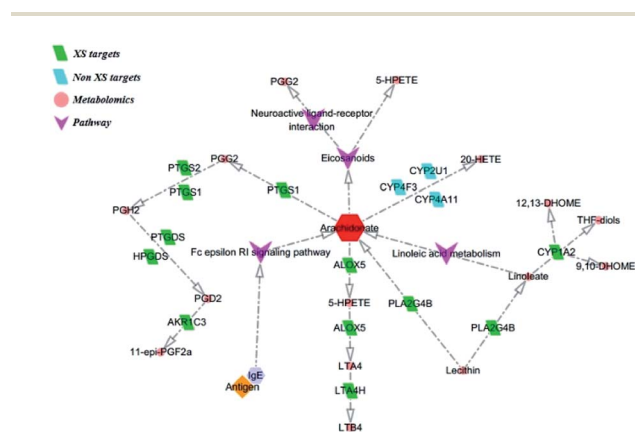 XS targets
Non XS targets
Metabolomics
Pathway
PGG2
5-HPETE
Neuroactive ligand-receptor
interaction
Eicosanoids
20-HETE
CYP2U1
CYP4F3
CYP4A11
PTGS2
PGG2
PTGS1
PTGS1
PGH2
Arachidonate
12,13-DHOME
THF-diols
PTGDS
HPGDS
Fc epsilon RI signaling pathway
Linoleic acid metabolism
CYP1A2
ALOX5
9,10-DHOME
Linoleate
PGD2
5-HPETE
PLA2G4B
AKR1C3
ALOX5
PLA2G4B
11-epi-PGF2a
LTA4
Lecithin
IgE
Antigen
LTA4H
LTB4